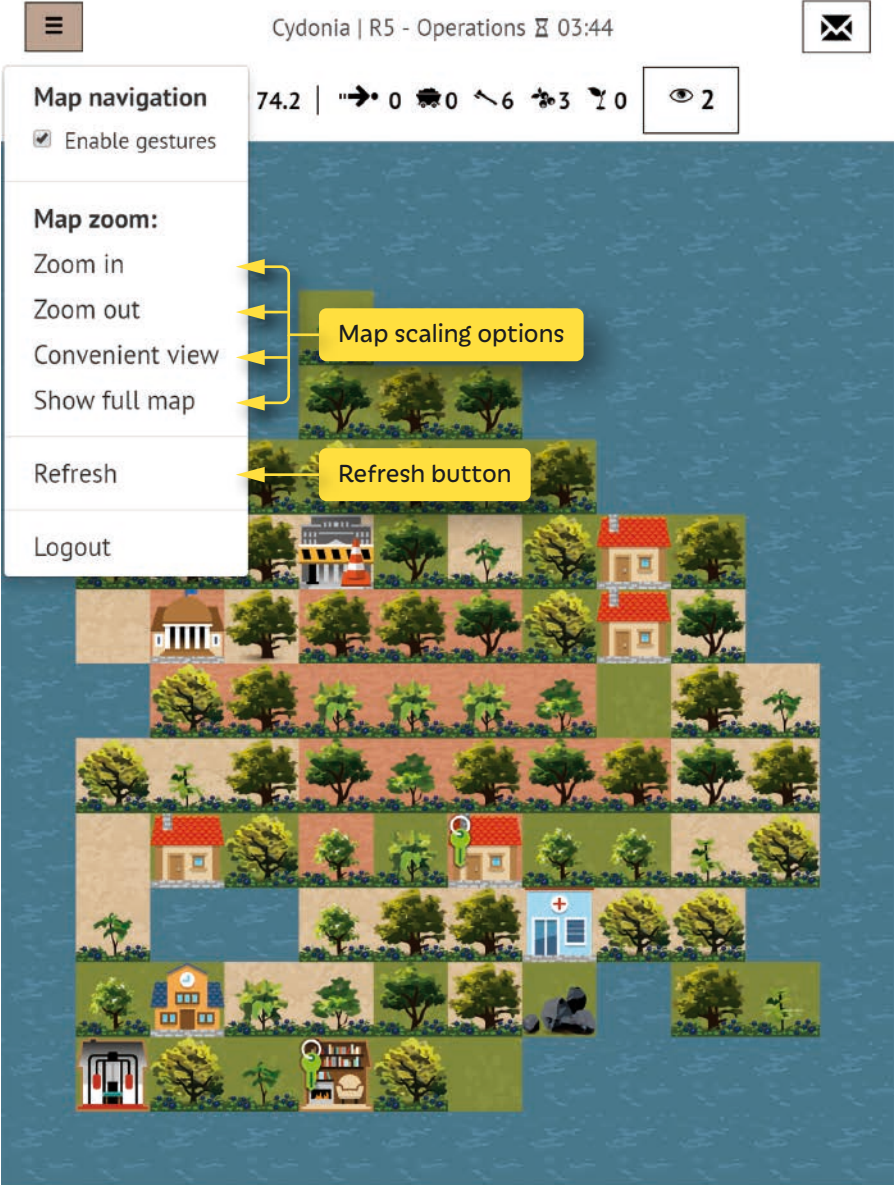 Cydonia | R5 - Operations 03:44
Map navigation
74.2 | 0 0 6 3 0 2
Enable gestures
Map zoom:
Zoom in
Zoom out
Map scaling options
Convenient view
Show full map
Refresh
Refresh button
Logout